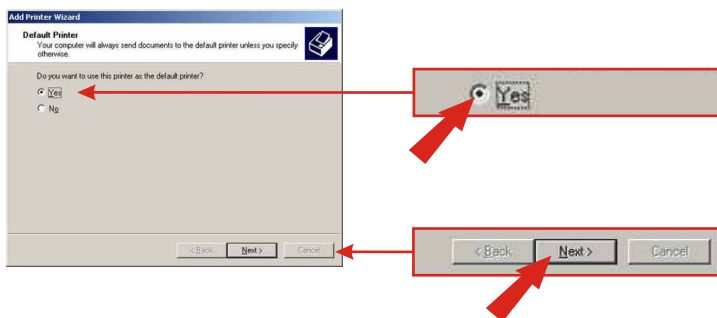 Add Printer Wizard
Default Printer
Your computer will always send documents to the default printer unless you specify
otherwise.
Do you want to use this printer as the default printer?
Yes
No
< Back Next > Cancel
Yes
< Back Next > Cancel